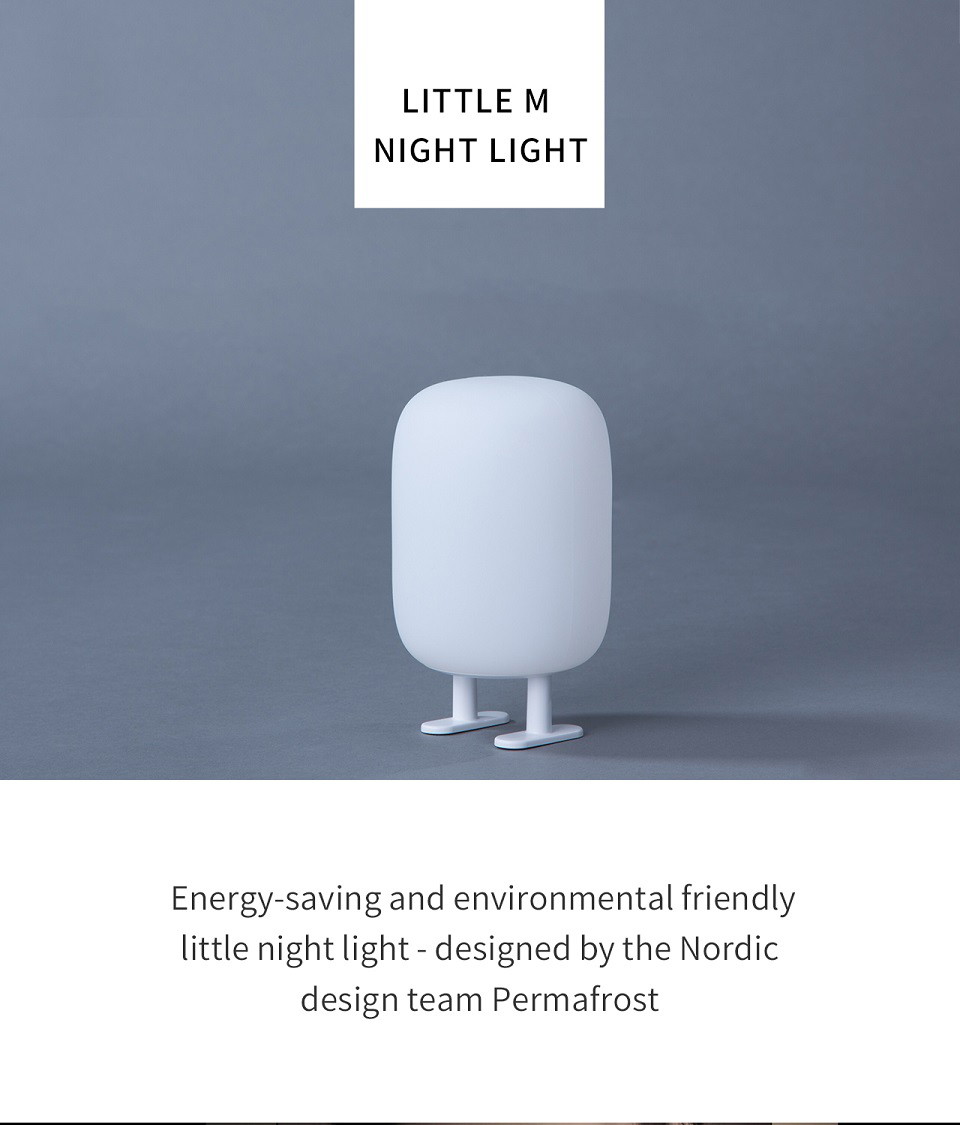 LITTLE M
NIGHT LIGHT
Energy-saving and environmental friendly
little night light - designed by the Nordic
design team Permafrost